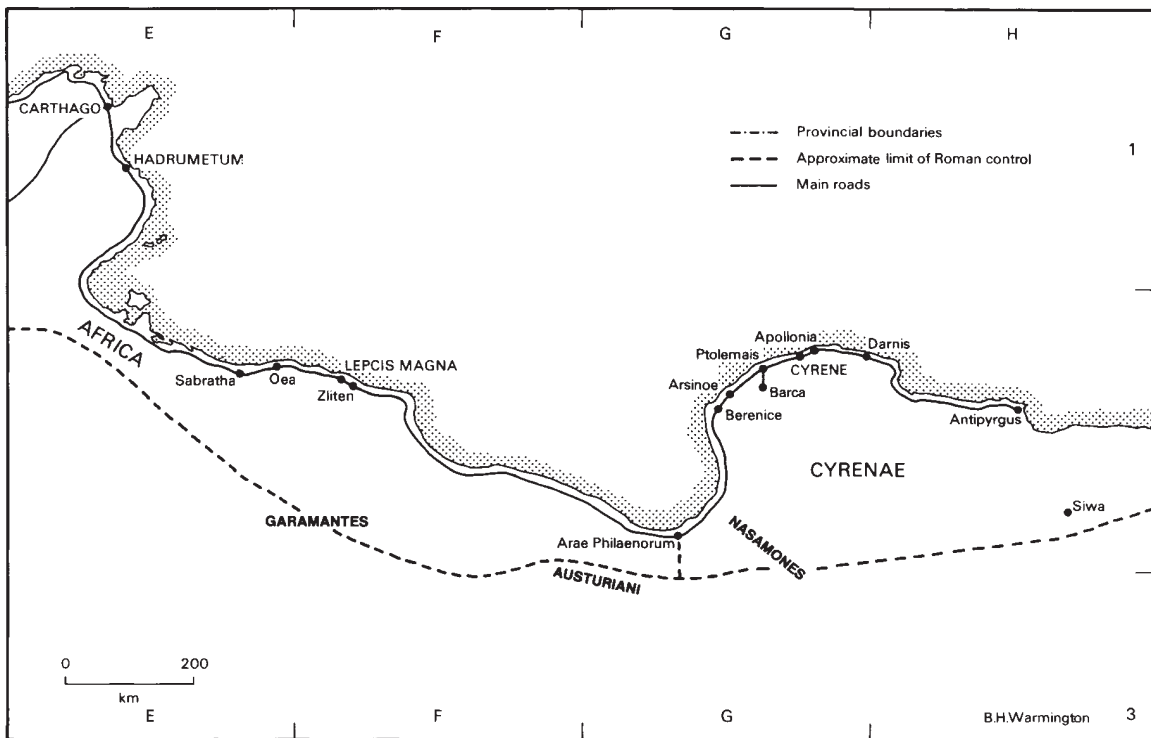 E F G H
CARTHAGO
HADRUMETUM
Provincial boundaries
Approximate limit of Roman control
Main roads
1
AFRICA
Sabratha
Oea
LEPCIS MAGNA
Zliten
Apollonia
Ptolemais
CYRENE
Darnis
Arsinoe
Barca
Berenice
Antipyrgus
CYRENAE
Siwa
GARAMANTES
NASAMONES
Arae Philaenorum
AUSTURIANI
0 200
km
E F G
B.H.Warmington 3